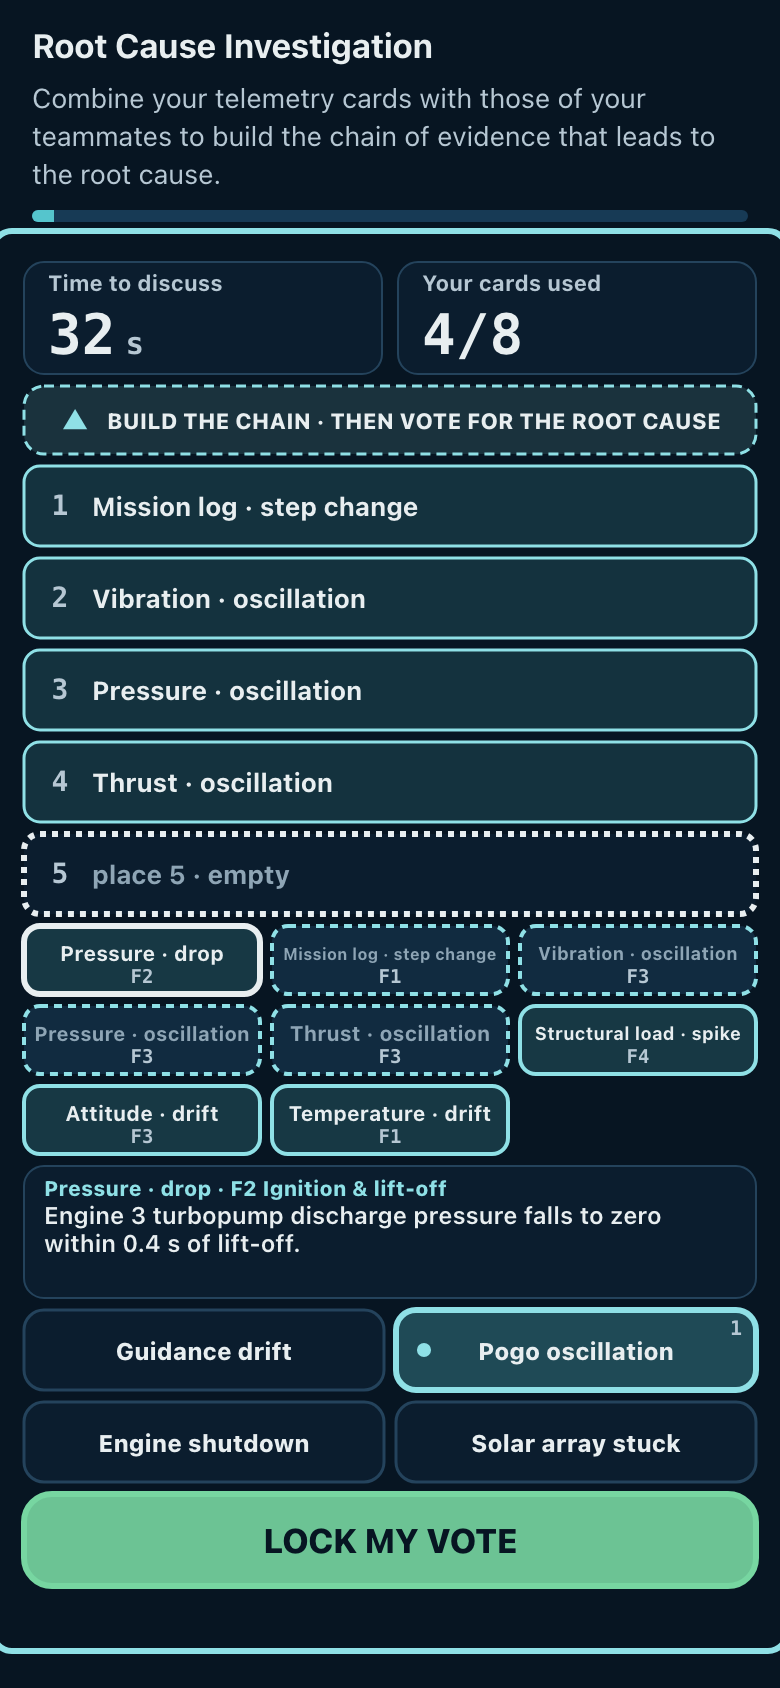 Root Cause Investigation
Combine your telemetry cards with those of your
teammates to build the chain of evidence that leads to
the root cause.
Time to discuss
32 s
Your cards used
4/8
BUILD THE CHAIN · THEN VOTE FOR THE ROOT CAUSE
1 Mission log · step change
2 Vibration · oscillation
3 Pressure · oscillation
4 Thrust · oscillation
5 place 5 · empty
Pressure · drop
F2
Mission log · step change
F1
Vibration · oscillation
F3
Pressure · oscillation
F3
Thrust · oscillation
F3
Structural load · spike
F4
Attitude · drift
F3
Temperature · drift
F1
Pressure · drop · F2 Ignition & lift-off
Engine 3 turbopump discharge pressure falls to zero
within 0.4 s of lift-off.
Guidance drift
Pogo oscillation
1
Engine shutdown
Solar array stuck
LOCK MY VOTE